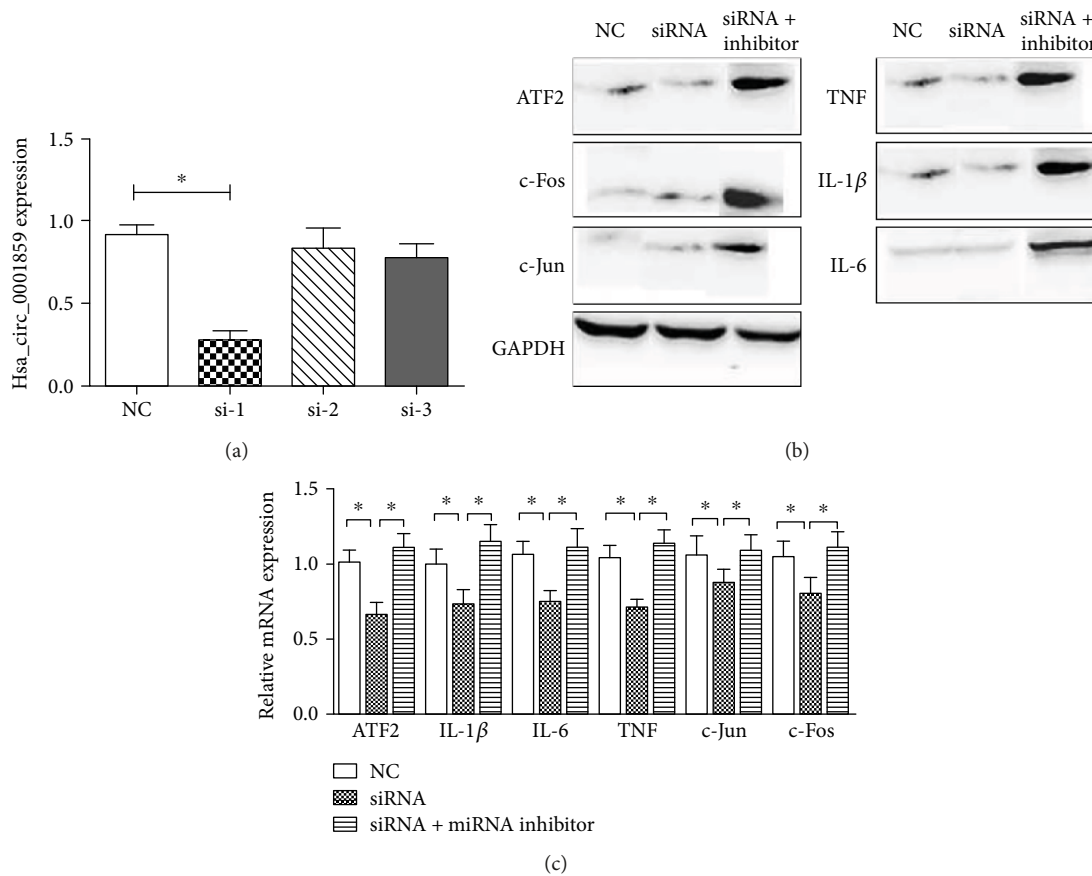 Hsa_circ_0001859 expression
1.5
1.0
0.5
0.0
*
NC si-1 si-2 si-3
(a)
NC siRNA siRNA +
inhibitor
ATF2
c-Fos
c-Jun
GAPDH
NC siRNA siRNA +
inhibitor
TNF
IL-1β
IL-6
(b)
Relative mRNA expression
1.5
1.0
0.5
0.0
* * * * * * * * * * * *
ATF2 IL-1β IL-6 TNF c-Jun c-Fos
NC
siRNA
siRNA + miRNA inhibitor
(c)